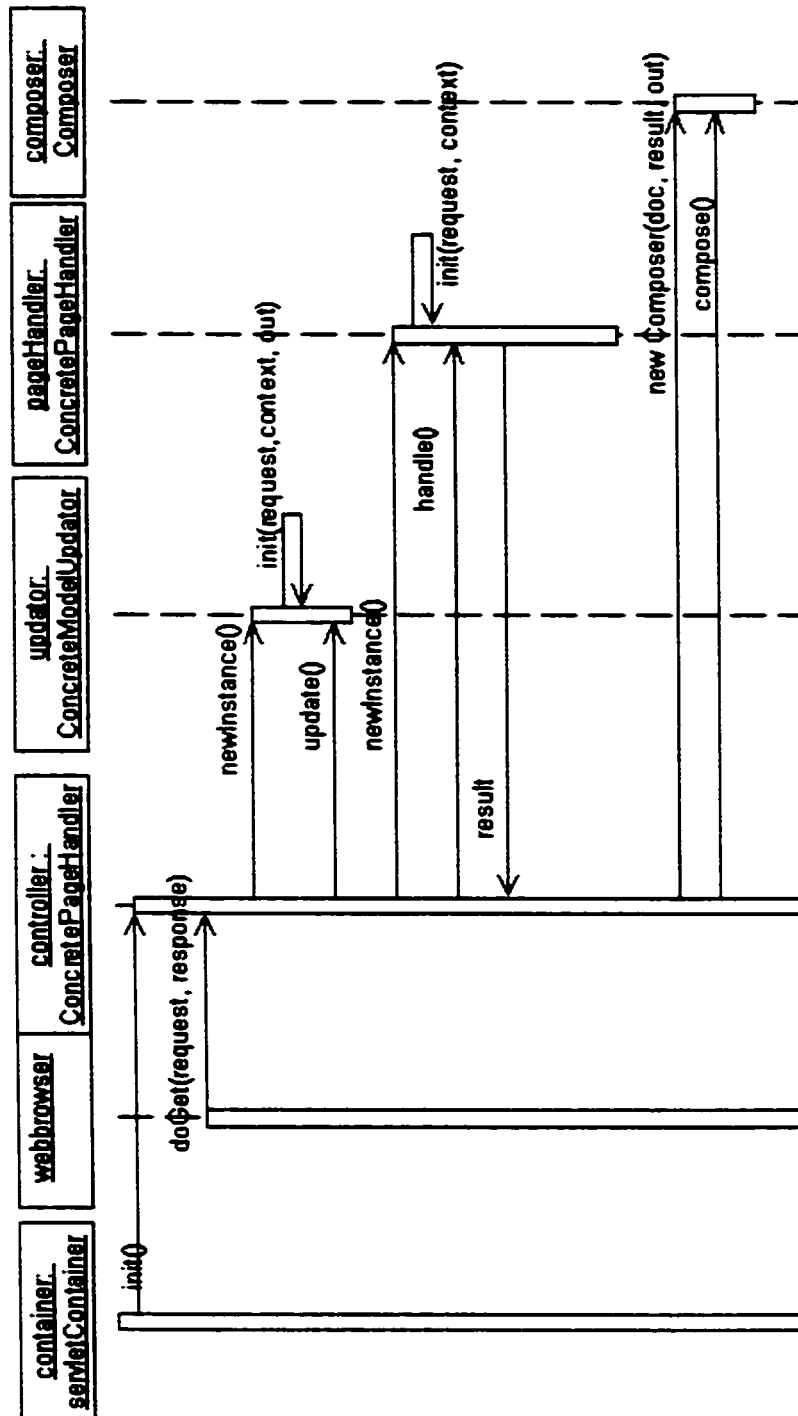 container:
servletContainer
webbrowser
controller :
ConcretePageHandler
updator:
ConcreteModelUpdator
pageHandler:
ConcretePageHandler
composer:
Composer
init()
doGet(request, response)
newInstance()
init(request,context, out)
update()
newInstance()
init(request, context)
handle()
result
new Composer(doc, result, out)
compose()